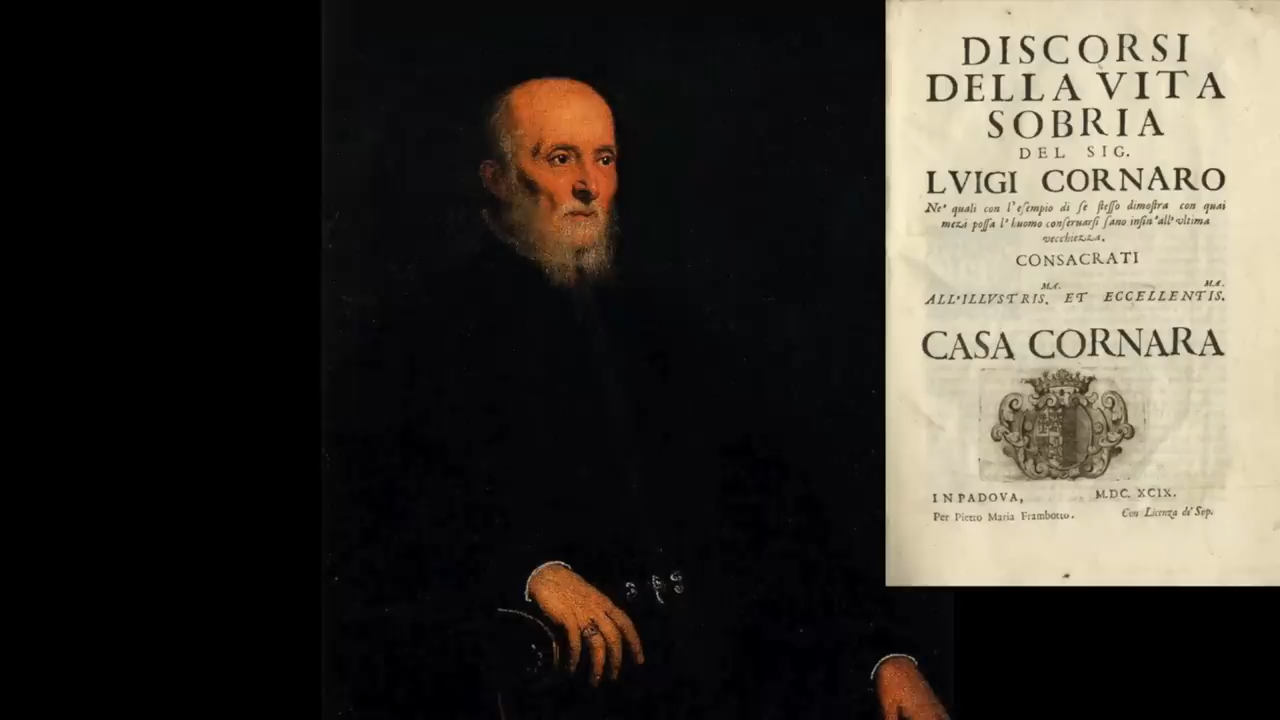 DISCORSI
DELLA VITA
SOBRIA
DEL SIG.
LVIGI CORNARO
Ne' quali con l'esempio di se stesso dimostra con quai
mezi possa l'huomo conseruarsi sano insin'all'vltima
vecchiezza.
CONSACRATI
MA. MA.
ALL'ILLVSTRIS. ET ECCELLENTIS.
CASA CORNARA
IN PADOVA, M.DC. XCIX.
Per Pietro Maria Frambotto. Con Licenza de' Sup.